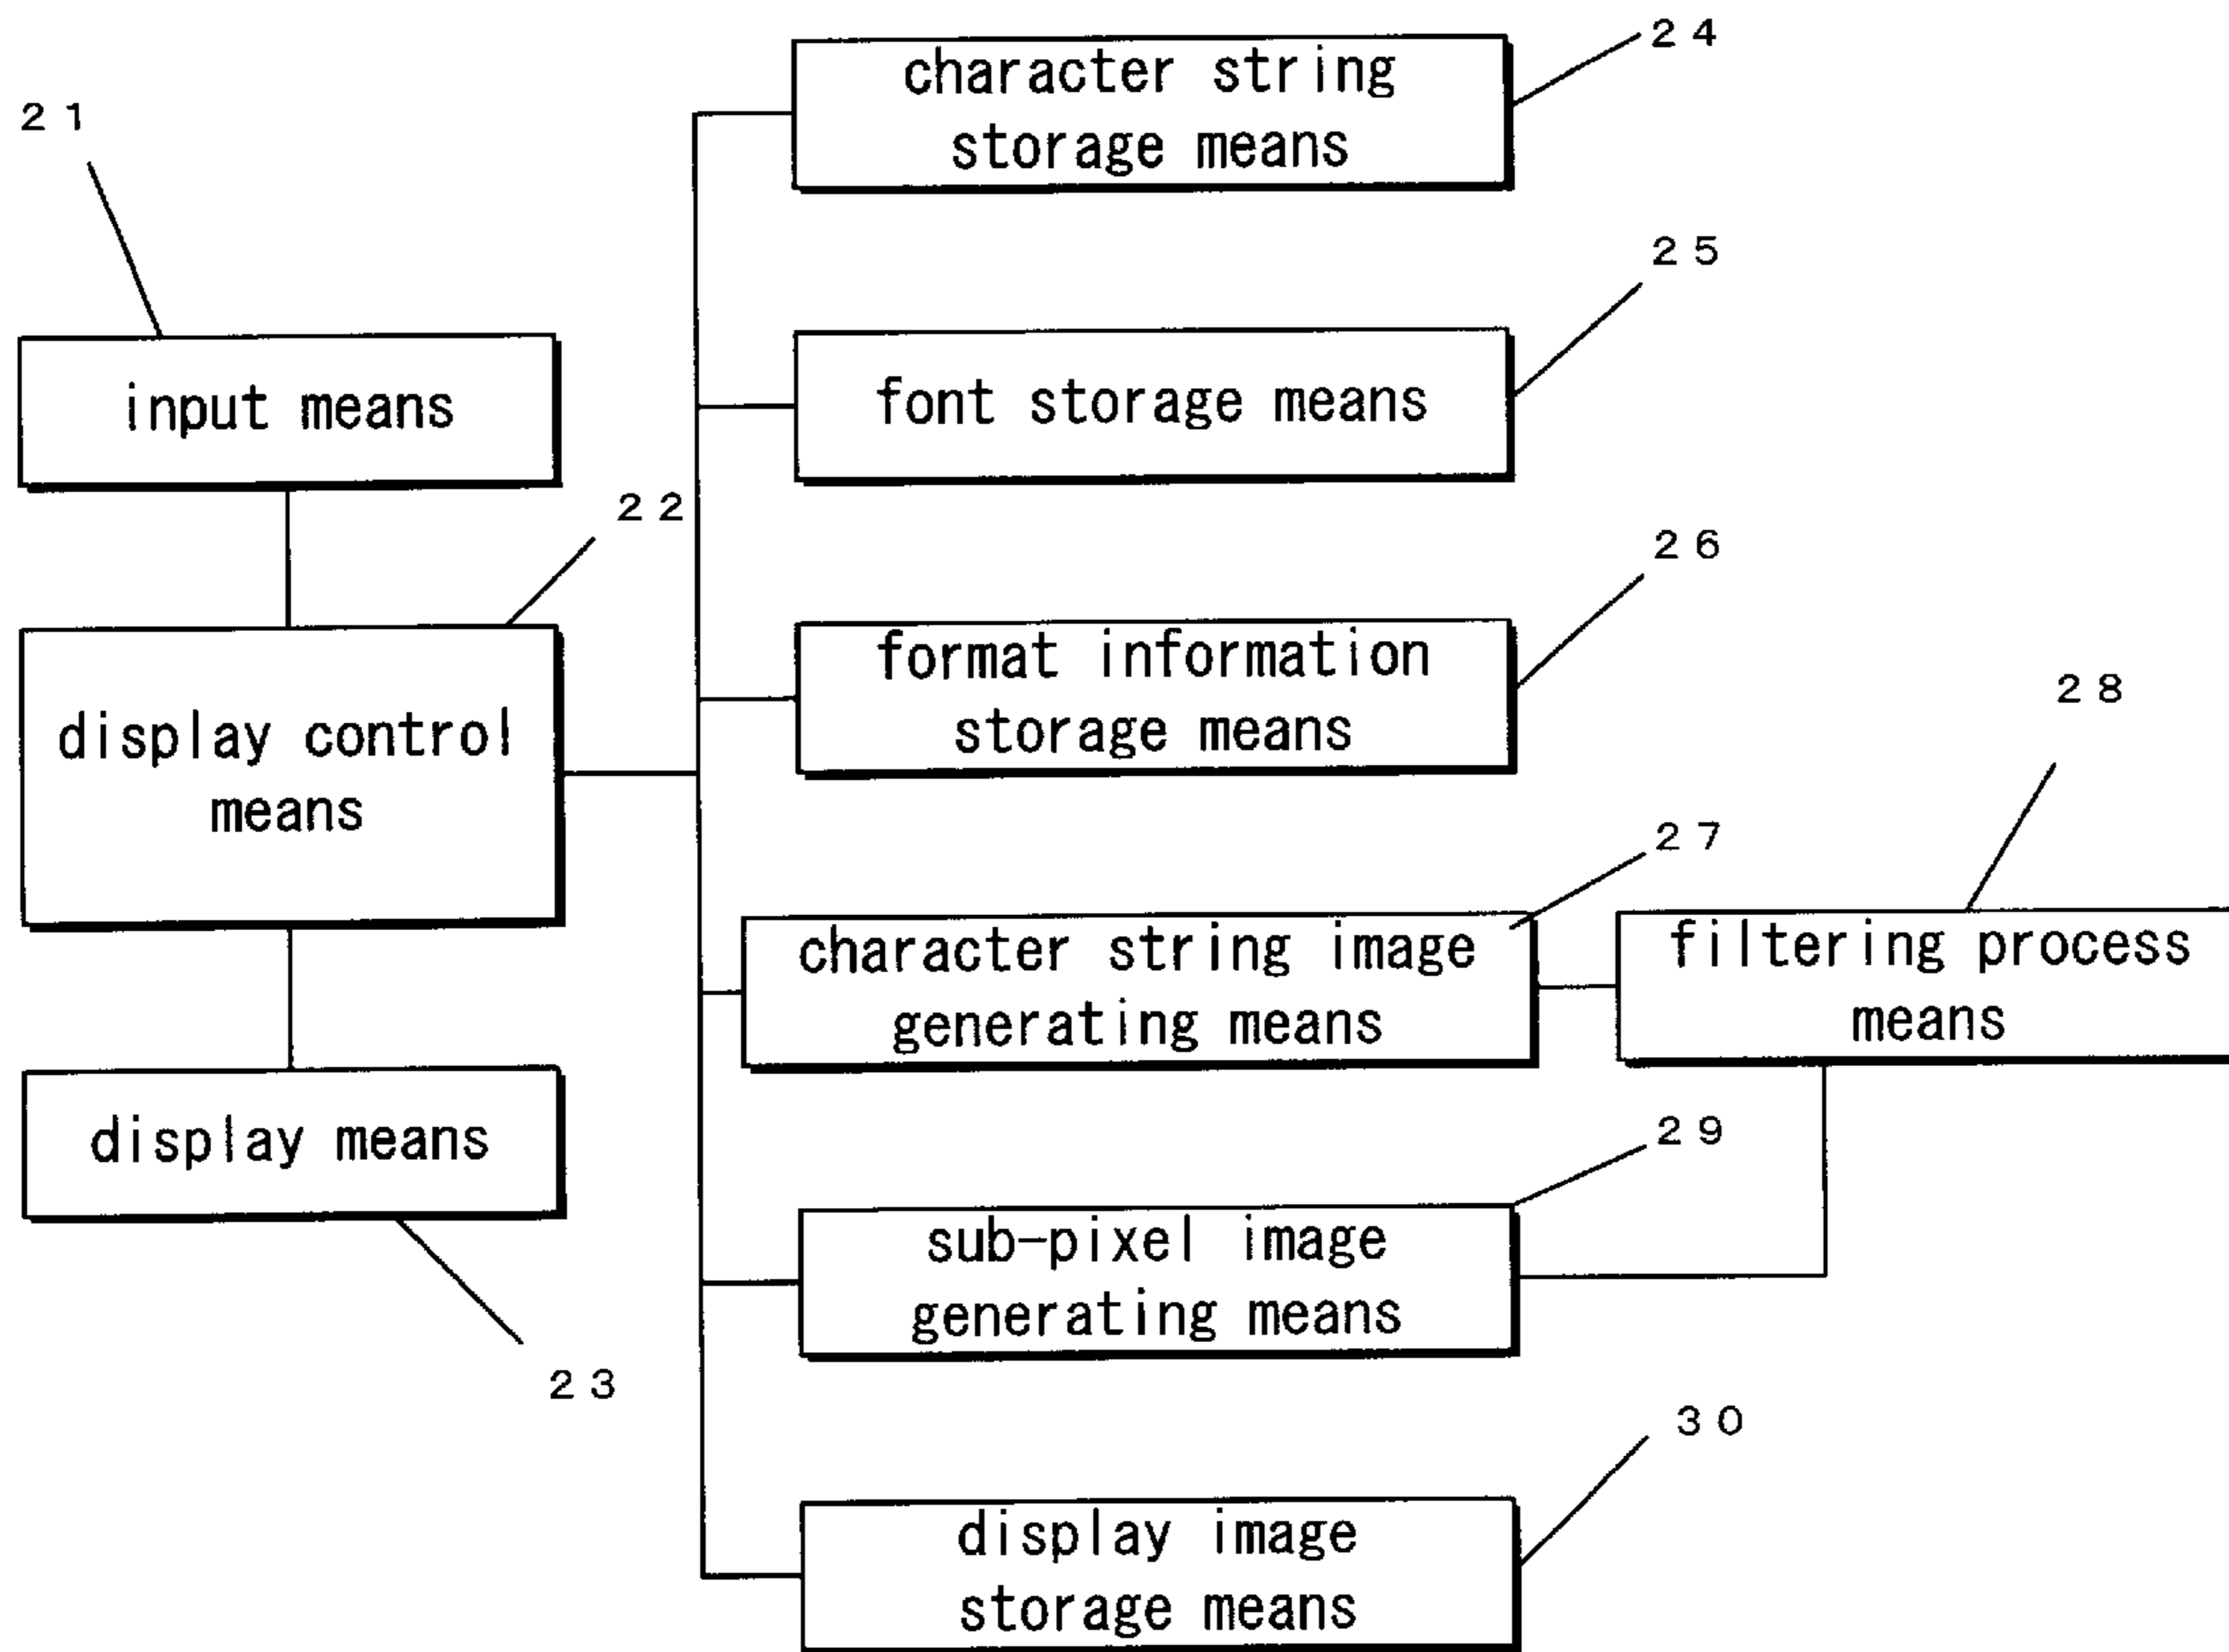 24
character string
storage means
21
25
input means
font storage means
22
26
format information
storage means
28
display control
means
27
character string image
generating means
filtering process
means
29
display means
sub-pixel image
generating means
23
30
display image
storage means